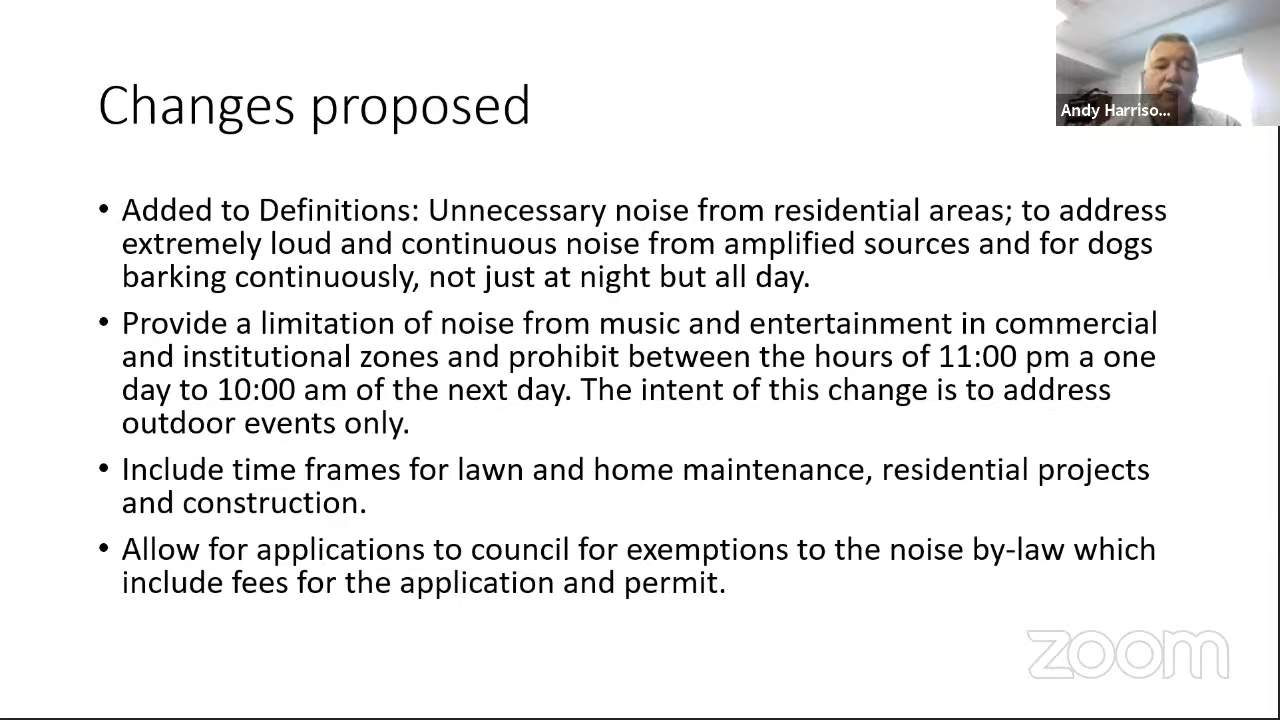 Changes proposed
Andy Harriso...
• Added to Definitions: Unnecessary noise from residential areas; to address
extremely loud and continuous noise from amplified sources and for dogs
barking continuously, not just at night but all day.
• Provide a limitation of noise from music and entertainment in commercial
and institutional zones and prohibit between the hours of 11:00 pm a one
day to 10:00 am of the next day. The intent of this change is to address
outdoor events only.
• Include time frames for lawn and home maintenance, residential projects
and construction.
• Allow for applications to council for exemptions to the noise by-law which
include fees for the application and permit.
zoom